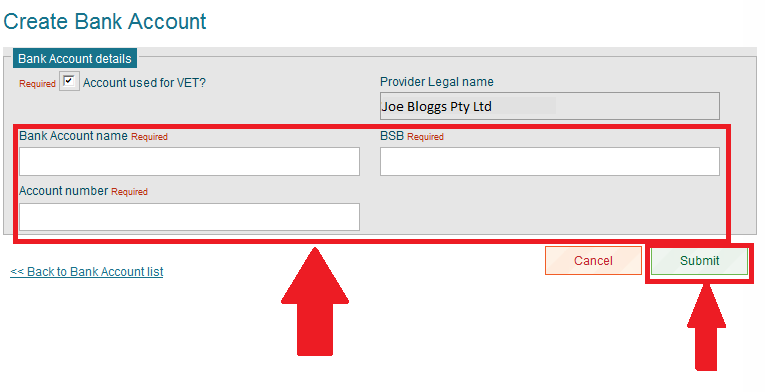 Create Bank Account
Bank Account details
Required Account used for VET? Provider Legal name
Joe Bloggs Pty Ltd
Bank Account name Required BSB Required
Account number Required
<< Back to Bank Account list Cancel Submit